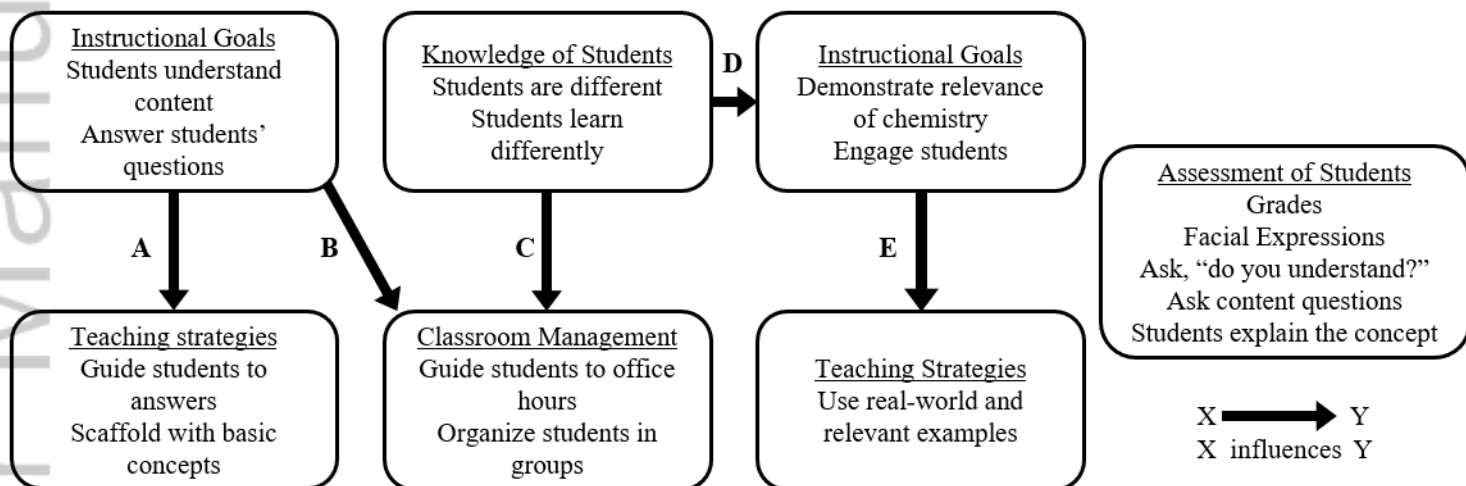 Instructional Goals
Students understand
content
Answer students'
questions
Knowledge of Students
Students are different
Students learn
differently
D
Instructional Goals
Demonstrate relevance
of chemistry
Engage students
Assessment of Students
Grades
Facial Expressions
Ask, “do you understand?”
Ask content questions
Students explain the concept
A
B
C
E
Teaching strategies
Guide students to
answers
Scaffold with basic
concepts
Classroom Management
Guide students to office
hours
Organize students in
groups
Teaching Strategies
Use real-world and
relevant examples
X Y
X influences Y